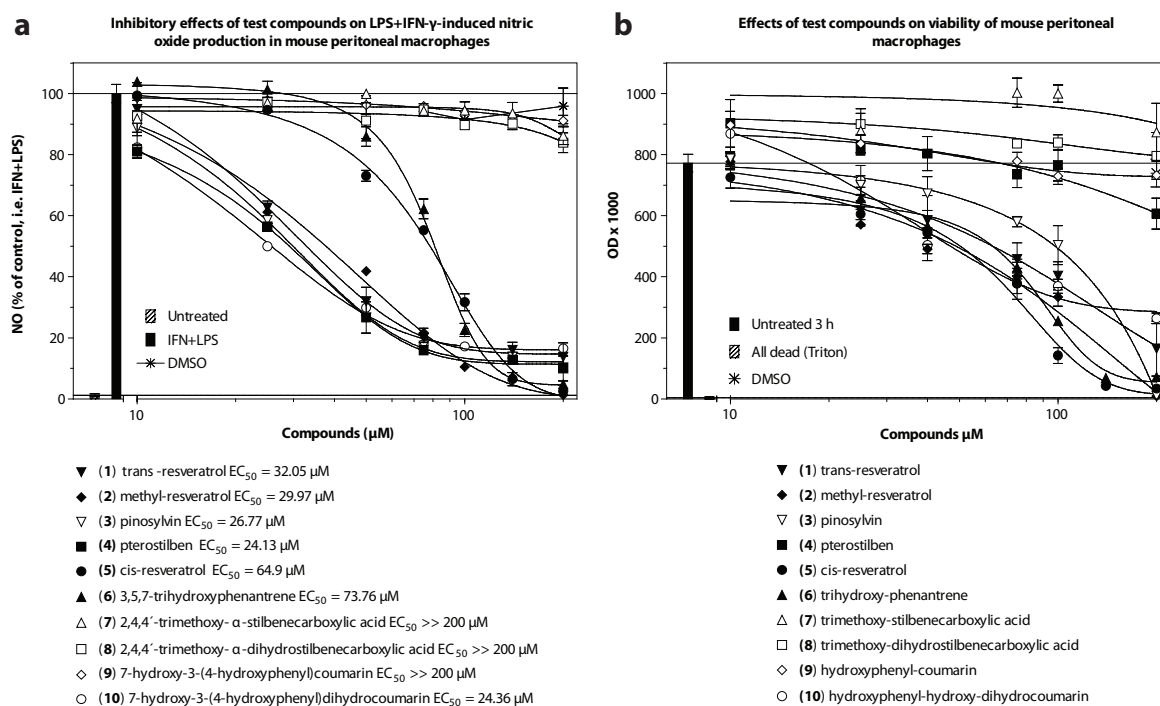 a
Inhibitory effects of test compounds on LPS+IFN-γ-induced nitric
oxide production in mouse peritoneal macrophages
NO (% of control, i.e. IFN+LPS)
100
80
60
40
20
0
Untreated
IFN+LPS
DMSO
10
100
Compounds (µM)
(1) trans -resveratrol EC50 = 32.05 µM
(2) methyl-resveratrol EC50 = 29.97 µM
(3) pinosylvin EC50 = 26.77 µM
(4) pterostilben EC50 = 24.13 µM
(5) cis-resveratrol EC50 = 64.9 µM
(6) 3,5,7-trihydroxyphenantrene EC50 = 73.76 µM
(7) 2,4,4´-trimethoxy- α-stilbenecarboxylic acid EC50 >> 200 µM
(8) 2,4,4´-trimethoxy- α-dihydrostilbenecarboxylic acid EC50 >> 200 µM
(9) 7-hydroxy-3-(4-hydroxyphenyl)coumarin EC50 >> 200 µM
(10) 7-hydroxy-3-(4-hydroxyphenyl)dihydrocoumarin EC50 = 24.36 µM
b
Effects of test compounds on viability of mouse peritoneal
macrophages
OD x 1000
1000
800
600
400
200
0
Untreated 3 h
All dead (Triton)
DMSO
10
100
Compounds µM
(1) trans-resveratrol
(2) methyl-resveratrol
(3) pinosylvin
(4) pterostilben
(5) cis-resveratrol
(6) trihydroxy-phenantrene
(7) trimethoxy-stilbenecarboxylic acid
(8) trimethoxy-dihydrostilbenecarboxylic acid
(9) hydroxyphenyl-coumarin
(10) hydroxyphenyl-hydroxy-dihydrocoumarin